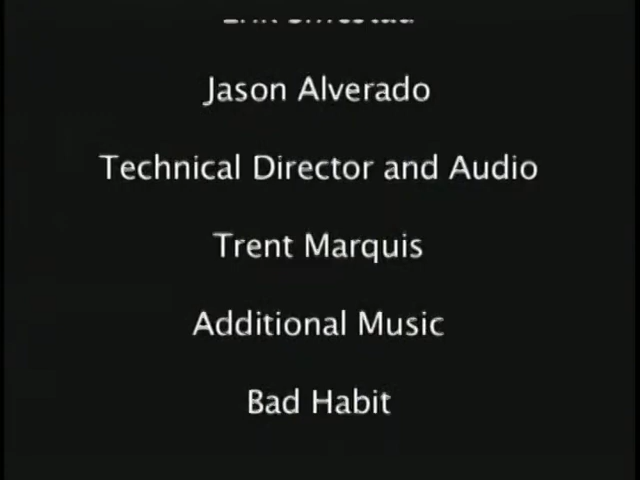 Jason Alverado
Technical Director and Audio
Trent Marquis
Additional Music
Bad Habit